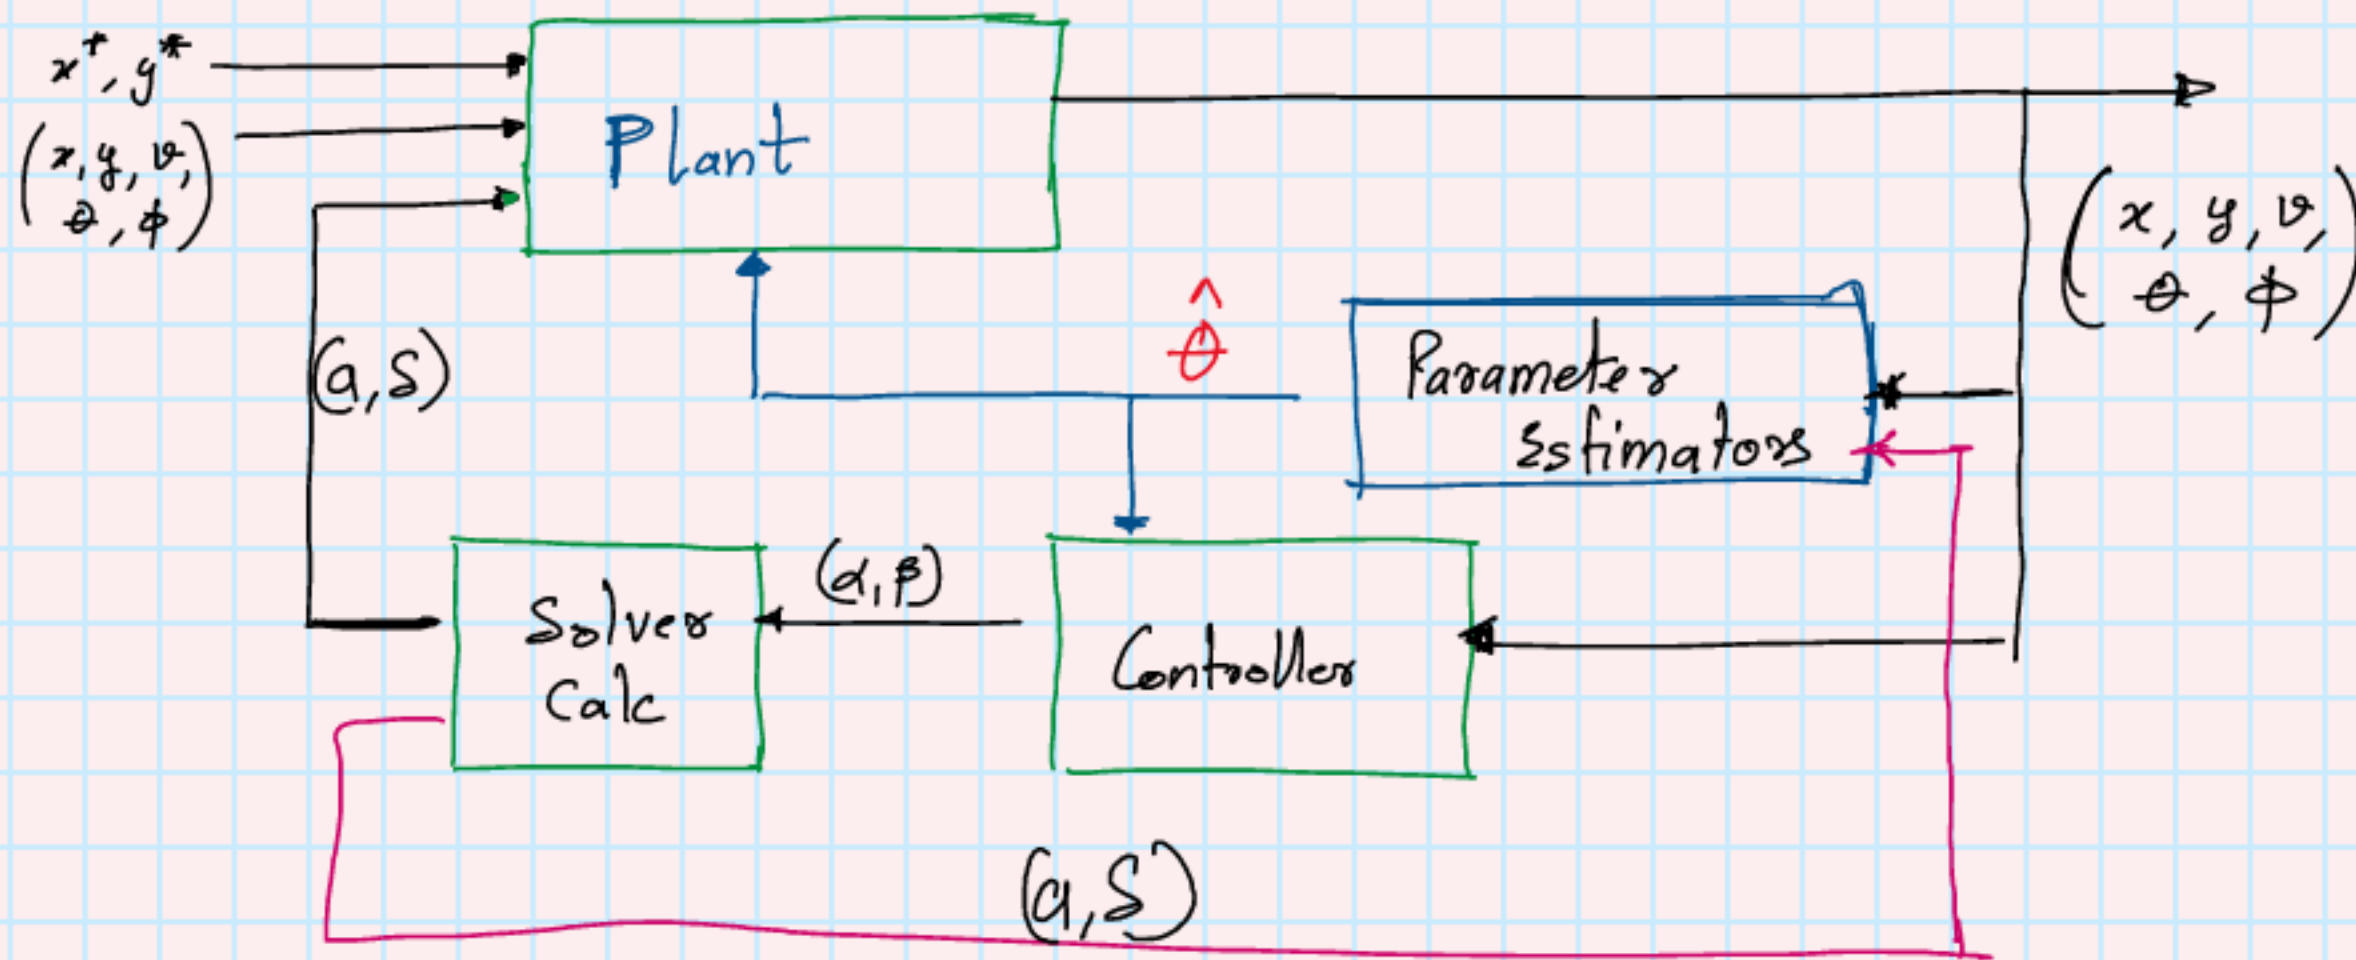 x*, y*
(x, y, v,
θ, φ)
Plant
(x, y, v,
θ, φ)
θ̂
(a, δ)
Parameter
Estimators
(α, β)
Solver
Calc
Controller
(a, δ)